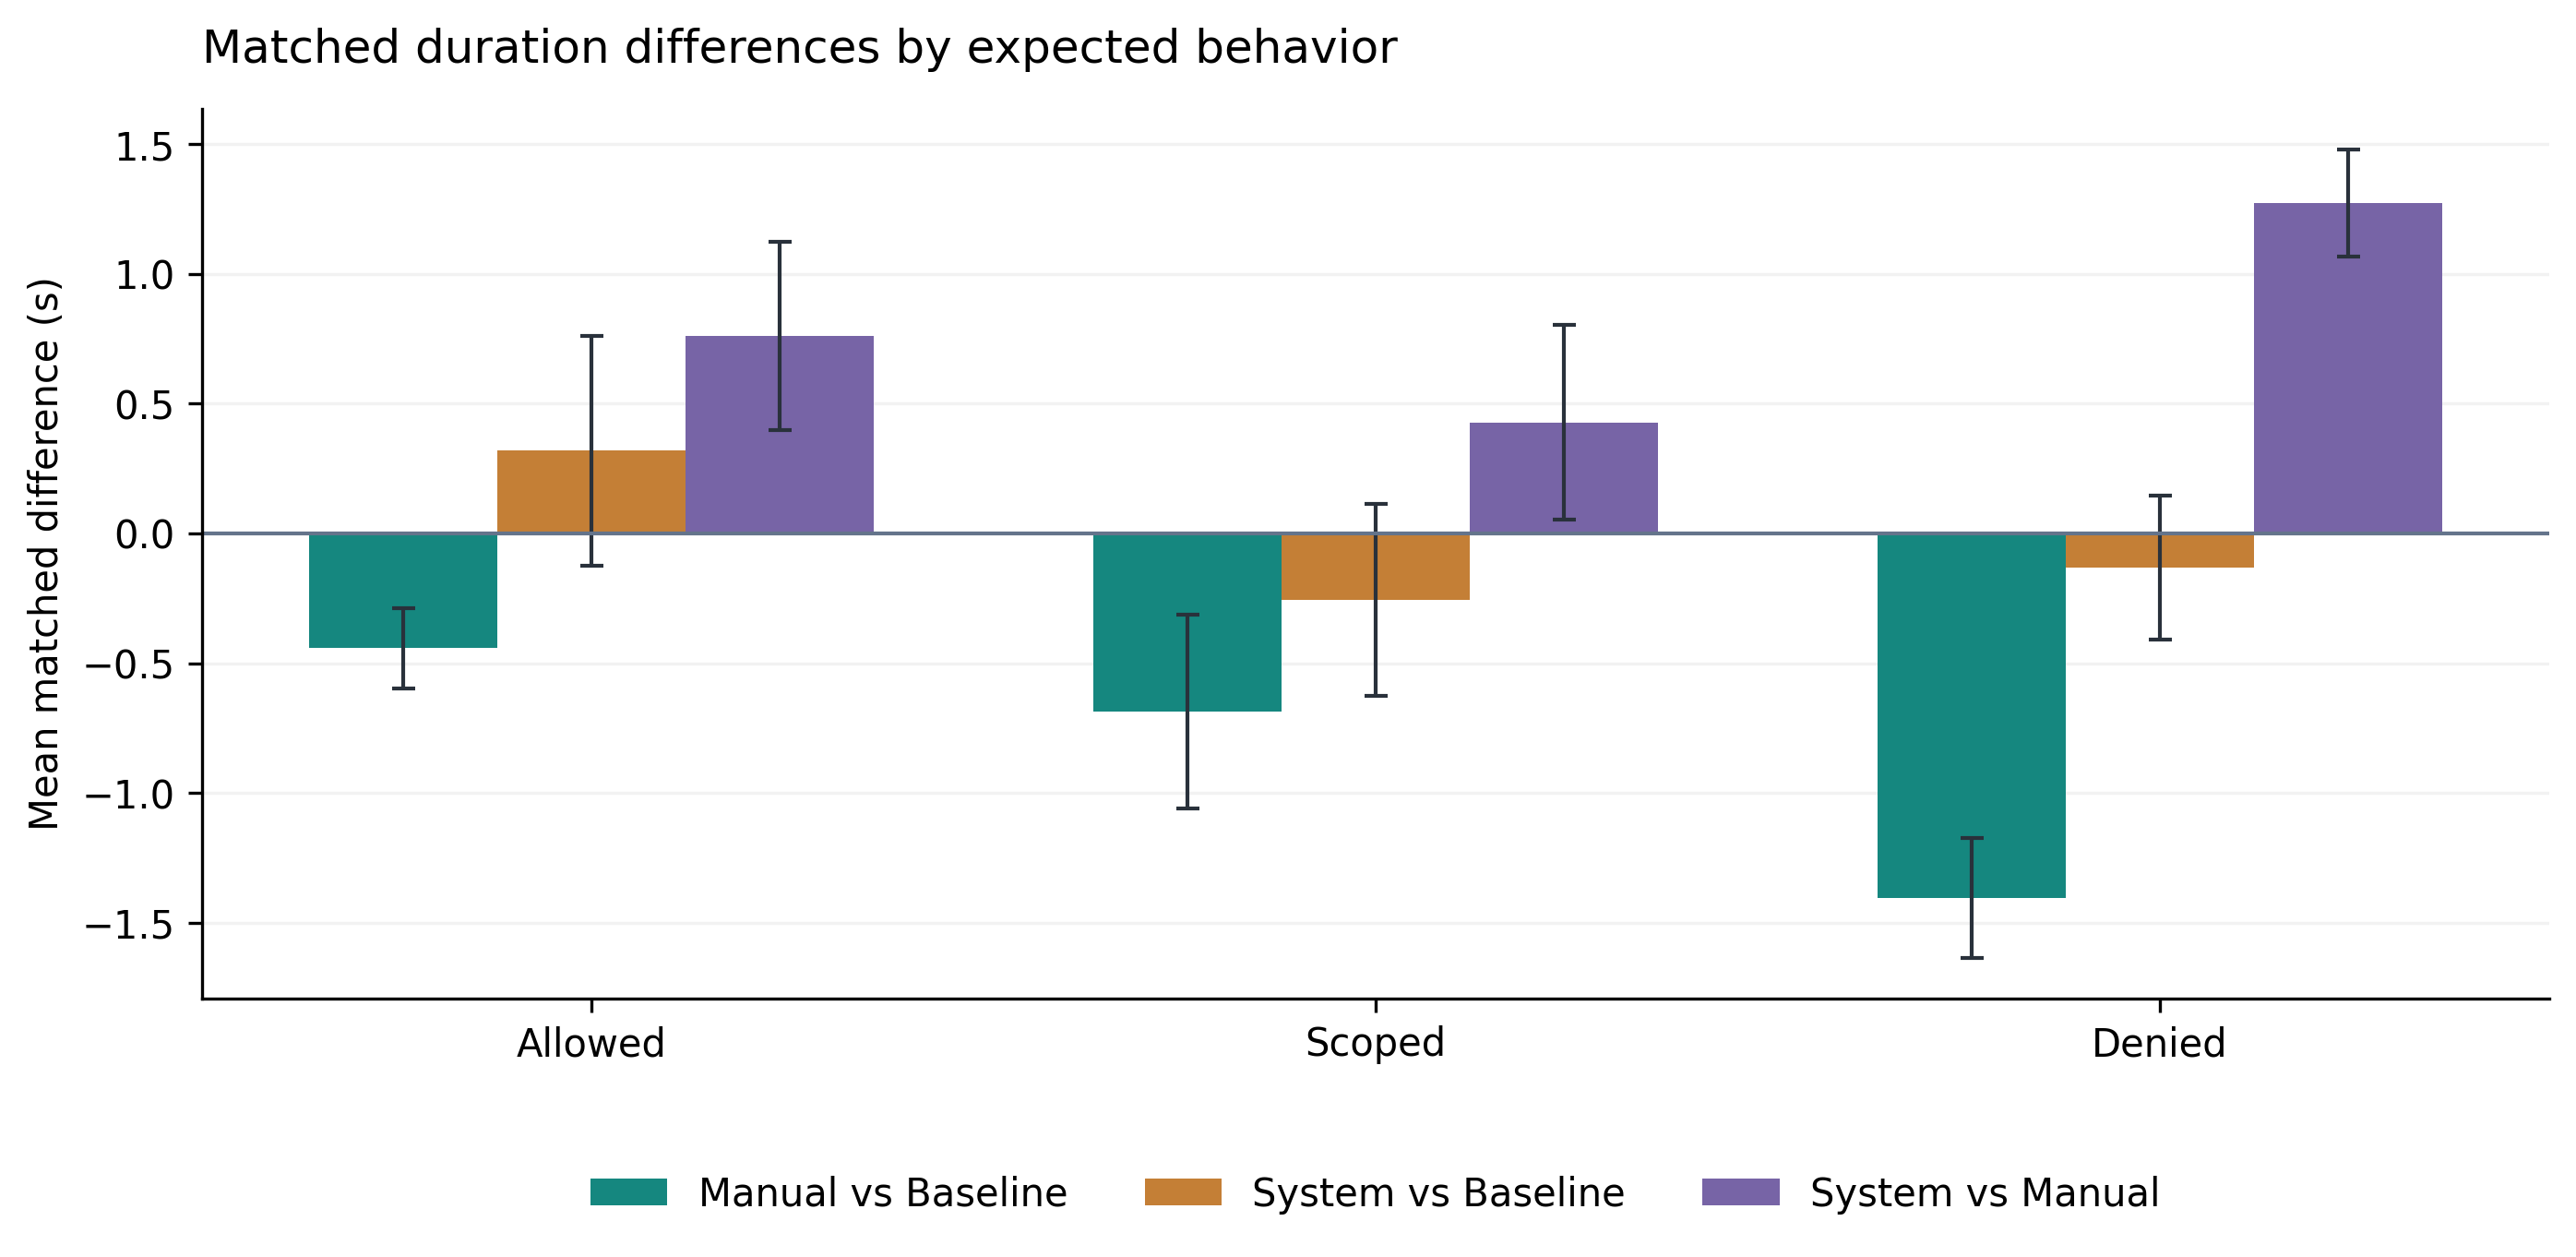 Matched duration differences by expected behavior
Mean matched difference (s)
1.5
1.0
0.5
0.0
−0.5
−1.0
−1.5
Allowed Scoped Denied
Manual vs Baseline System vs Baseline System vs Manual